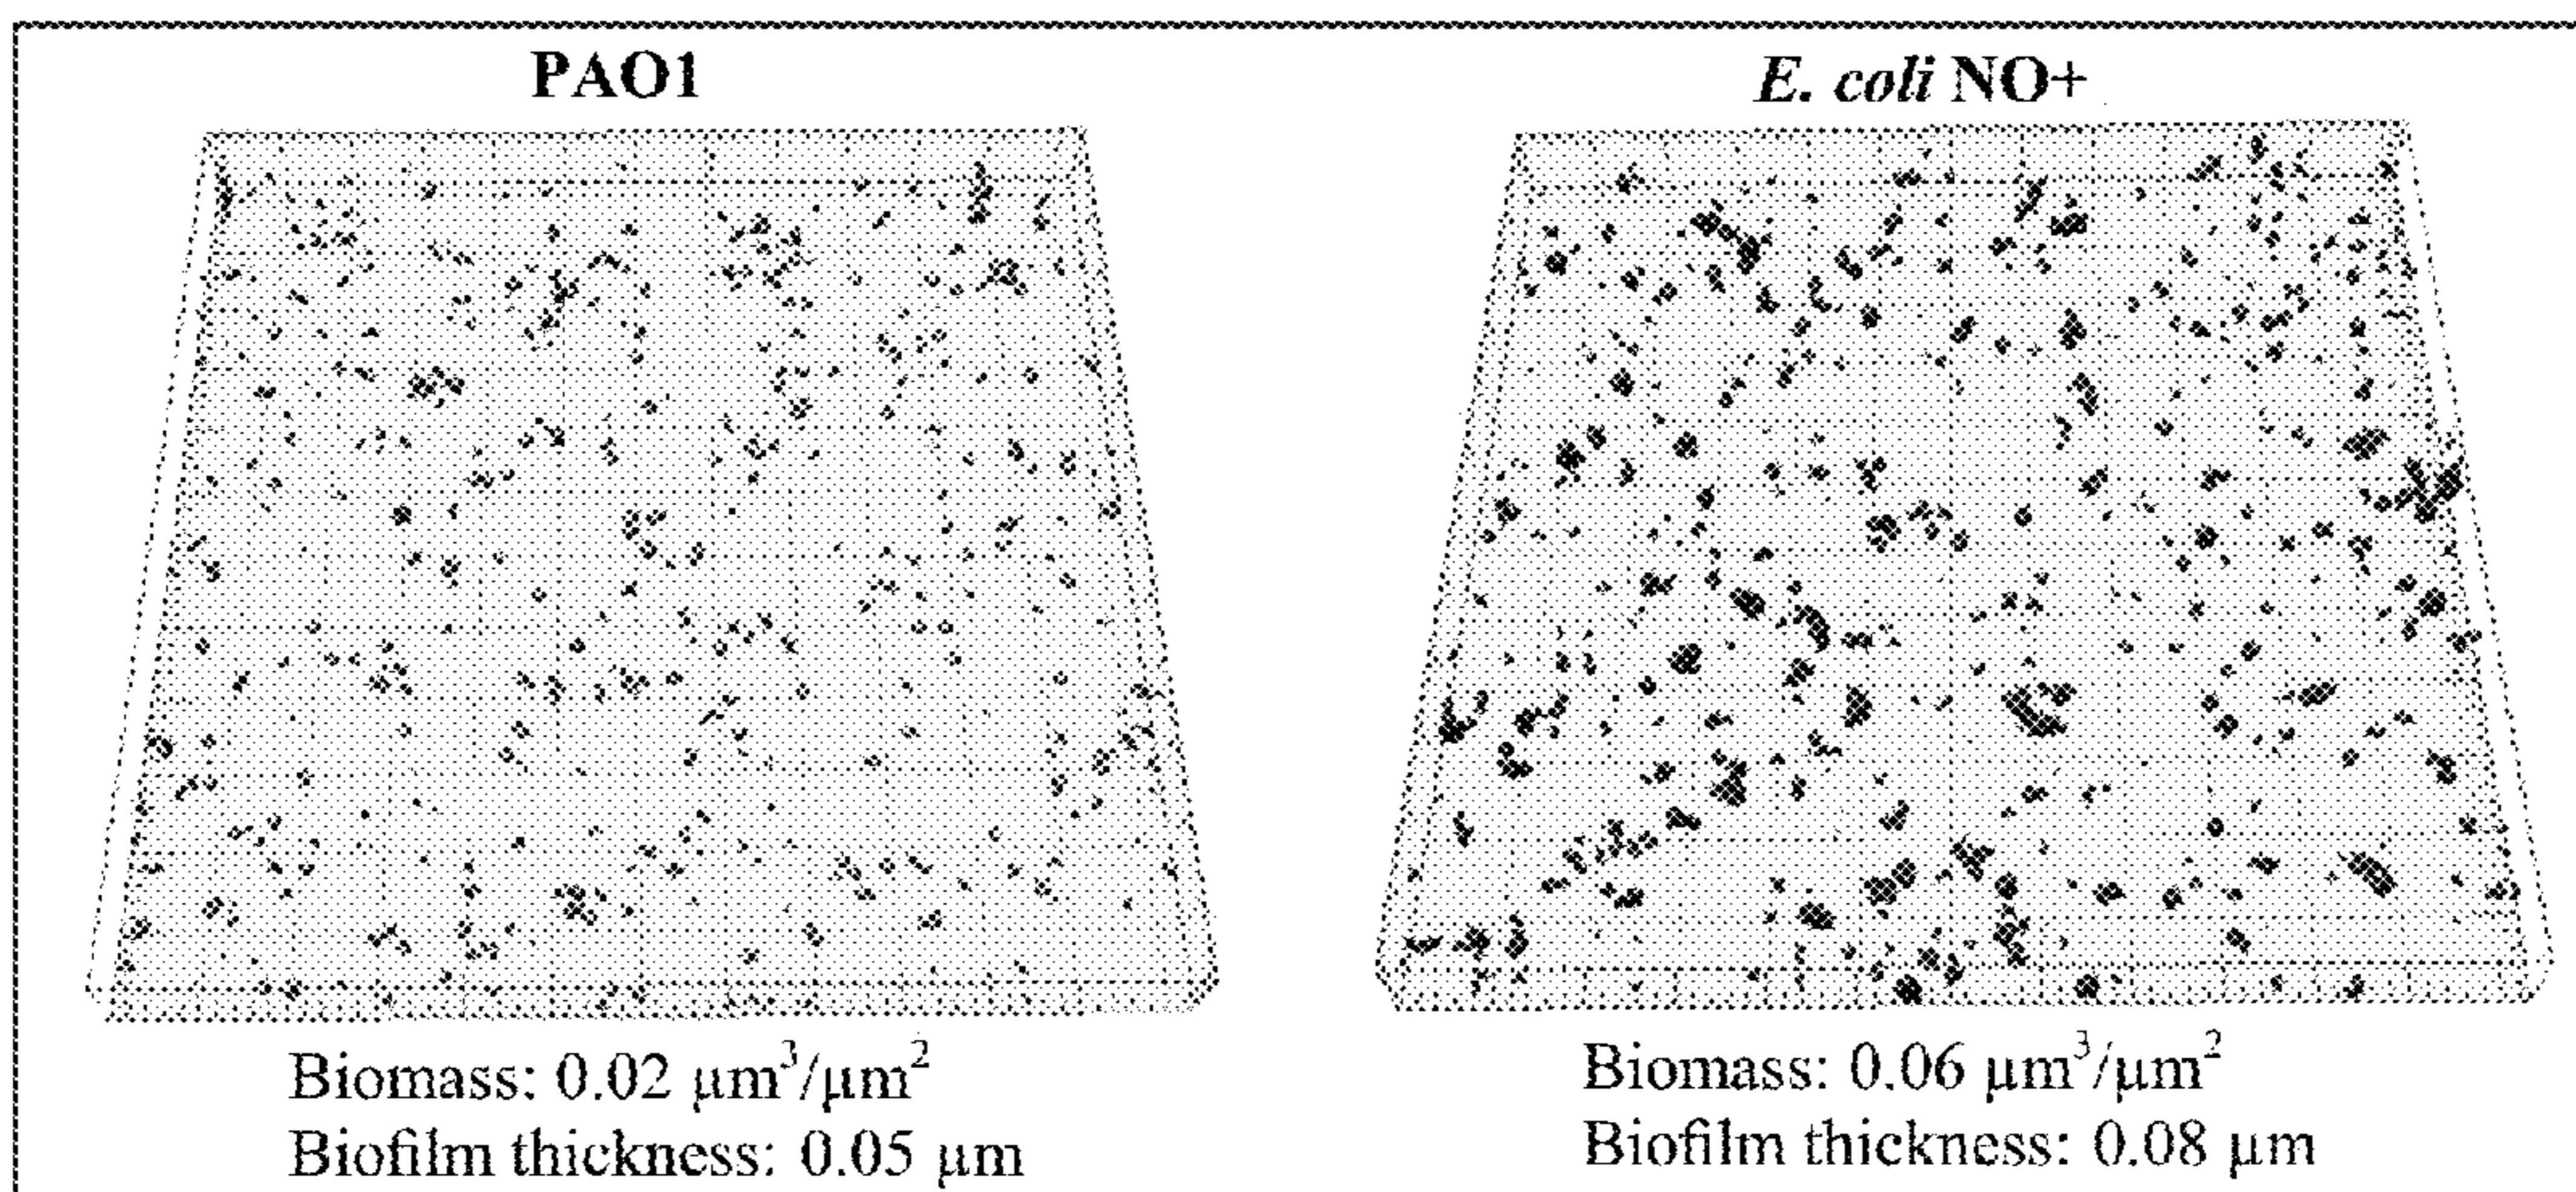 PAO1
E. coli NO+
Biomass: 0.02 μm³/μm²
Biofilm thickness: 0.05 μm
Biomass: 0.06 μm³/μm²
Biofilm thickness: 0.08 μm